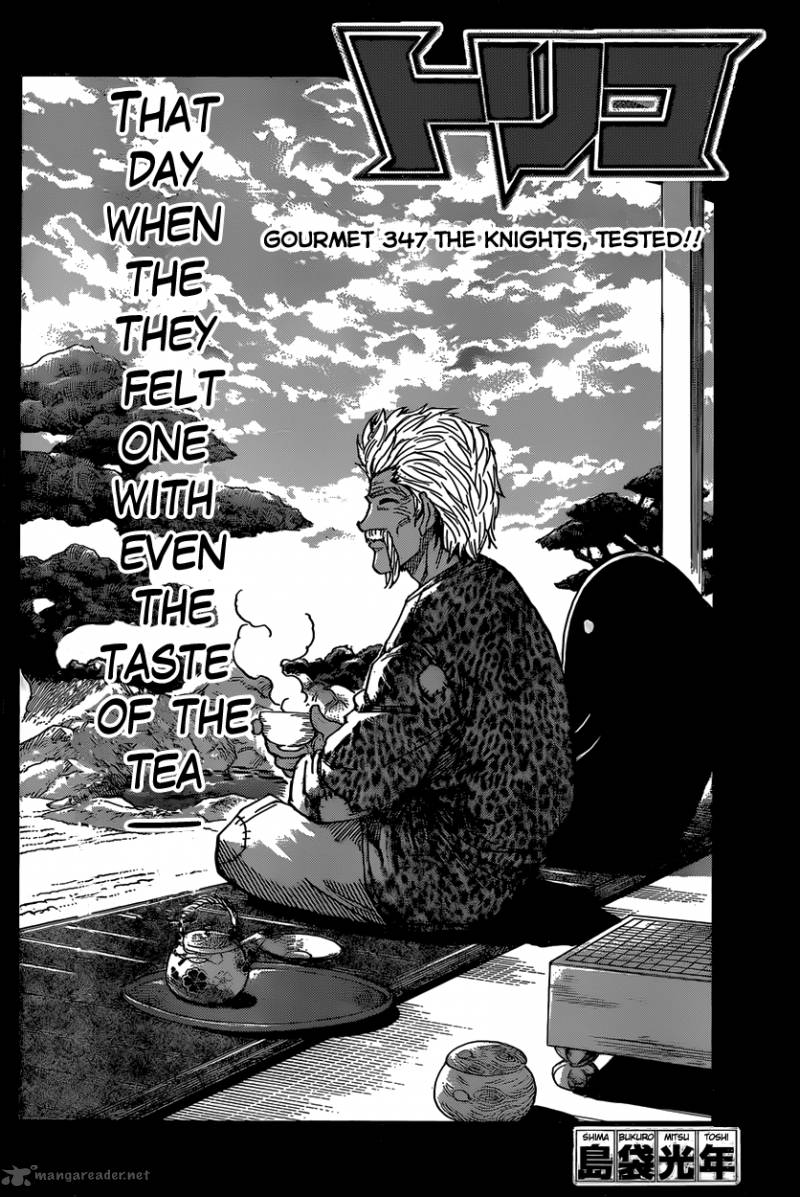 トリコ
GOURMET 347 THE KNIGHTS, TESTED!!
THAT
DAY
WHEN
THE
THEY
FELT
ONE
WITH
EVEN
THE
TASTE
OF THE
TEA
—
SHIMA BUKURO MITSU TOSHI
島袋光年
mangareader.net